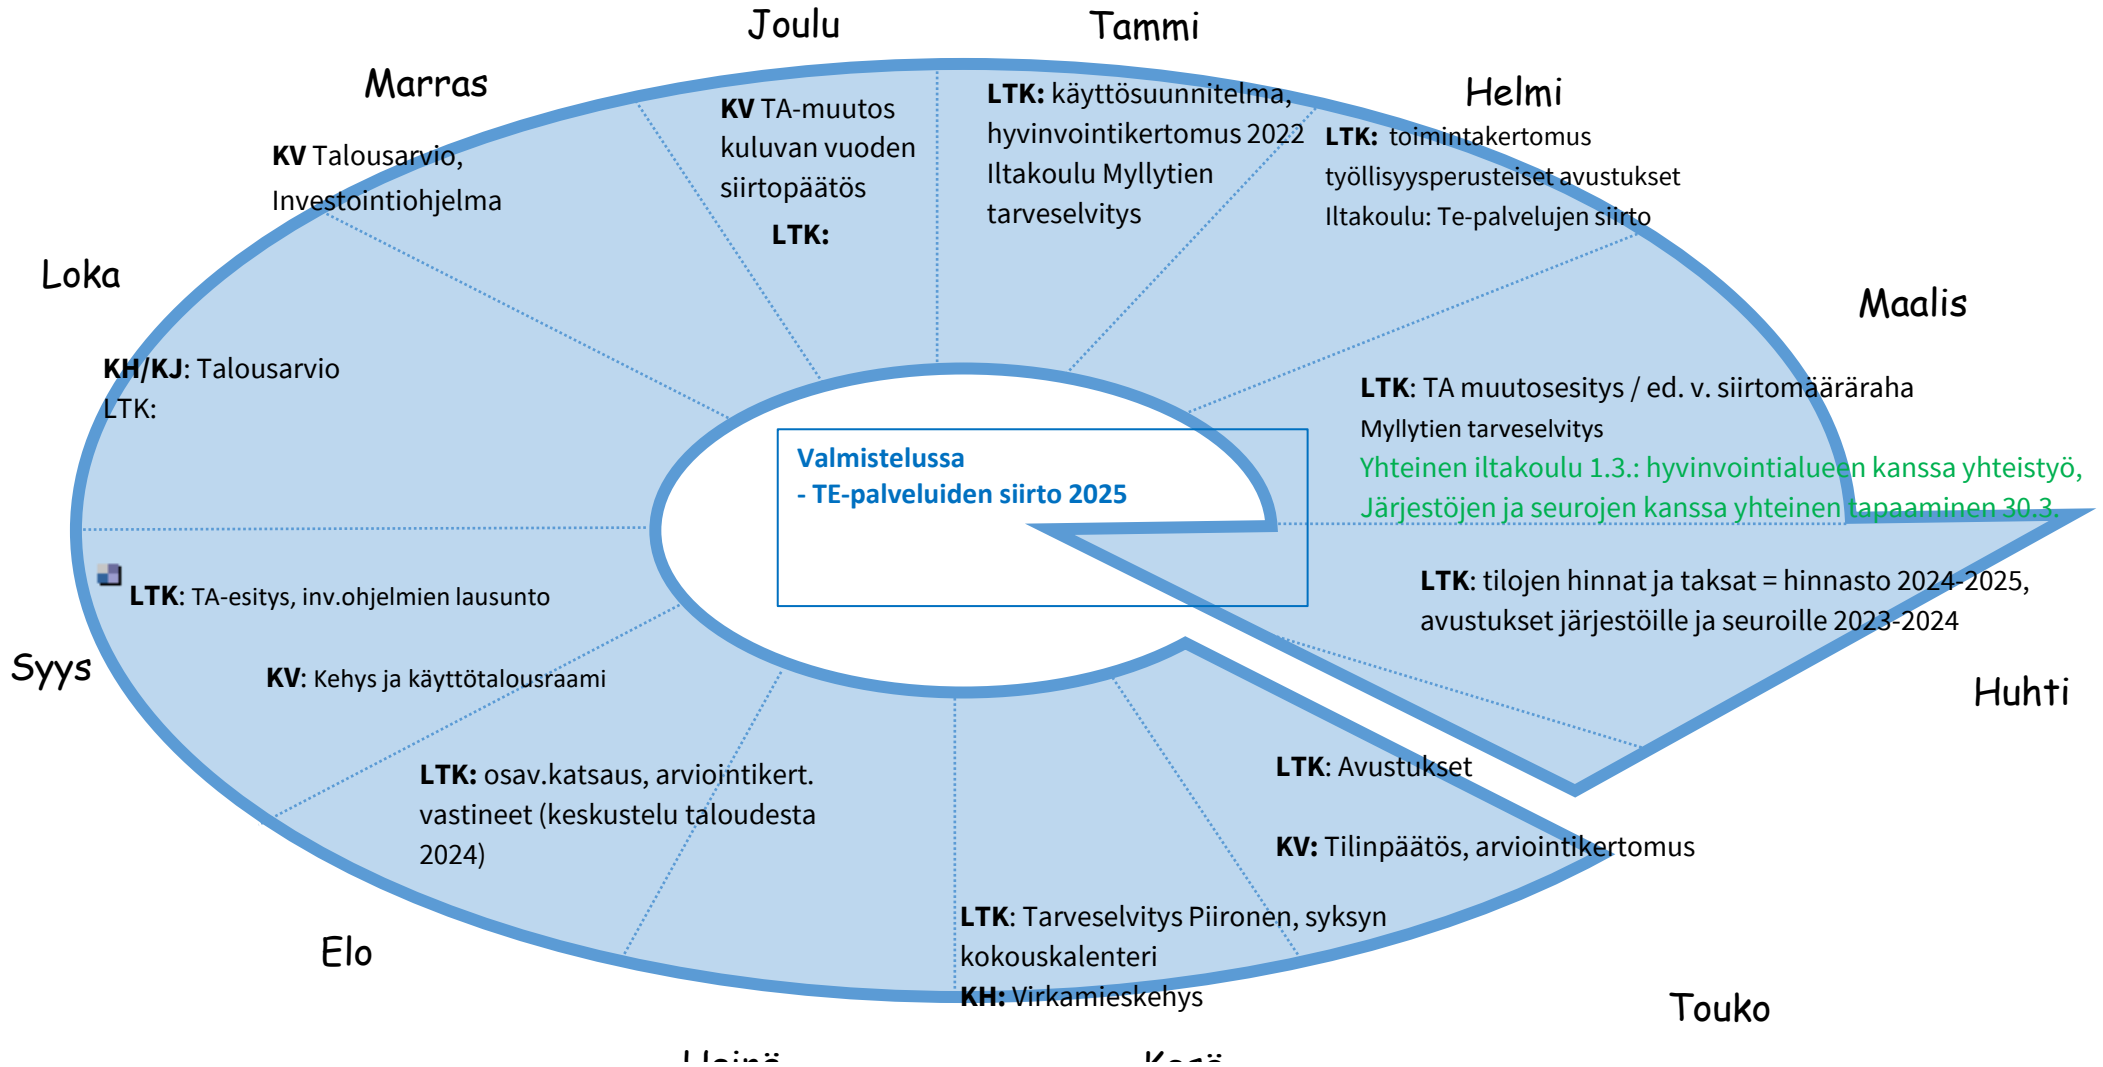 Joulu
Tammi
Marras
Helmi
KV TA-muutos
kuluvan vuoden
siirtopäätös
LTK:
LTK: käyttösuunnitelma,
hyvinvointikertomus 2022
Iltakoulu Myllytien
tarveselvitys
LTK: toimintakertomus
työllisyysperusteiset avustukset
Iltakoulu: Te-palvelujen siirto
KV Talousarvio,
Investointiohjelma
Loka
Maalis
KH/KJ: Talousarvio
LTK:
LTK: TA muutosesitys / ed. v. siirtomääräraha
Myllytien tarveselvitys
Yhteinen iltakoulu 1.3.: hyvinvointialueen kanssa yhteistyö,
Järjestöjen ja seurojen kanssa yhteinen tapaaminen 30.3.
Valmistelussa
- TE-palveluiden siirto 2025
LTK: TA-esitys, inv.ohjelmien lausunto
LTK: tilojen hinnat ja taksat = hinnasto 2024-2025,
avustukset järjestöille ja seuroille 2023-2024
Syys
KV: Kehys ja käyttötalousraami
Huhti
LTK: osav.katsaus, arviointikert.
vastineet (keskustelu taloudesta
2024)
LTK: Avustukset
KV: Tilinpäätös, arviointikertomus
LTK: Tarveselvitys Piironen, syksyn
kokouskalenteri
KH: Virkamieskehys
Elo
Touko
Heinä
Kesä